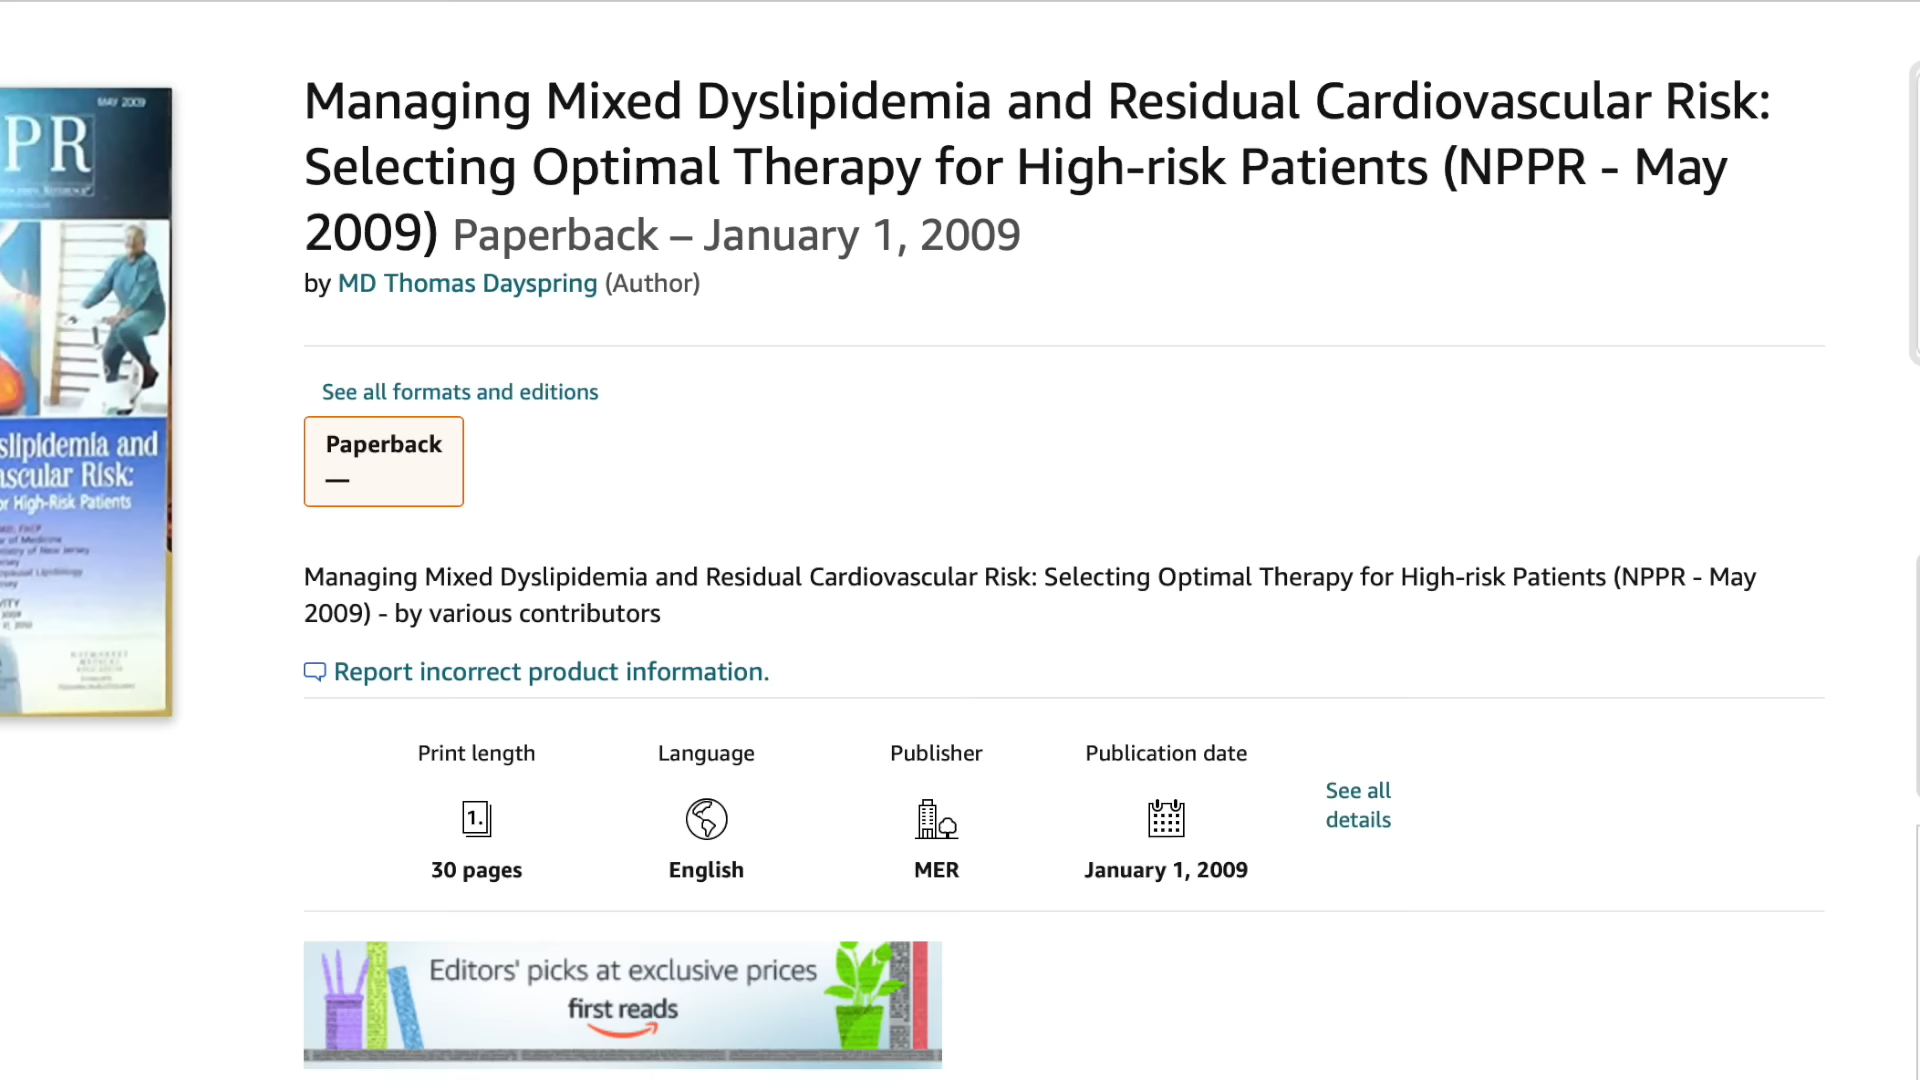 MAY 2009
PR
slipidemia and
ascular Risk:
or High-Risk Patients
Managing Mixed Dyslipidemia and Residual Cardiovascular Risk:
Selecting Optimal Therapy for High-risk Patients (NPPR - May
2009) Paperback – January 1, 2009
by MD Thomas Dayspring (Author)
See all formats and editions
Paperback
—
Managing Mixed Dyslipidemia and Residual Cardiovascular Risk: Selecting Optimal Therapy for High-risk Patients (NPPR - May
2009) - by various contributors
Report incorrect product information.
Print length
1.
30 pages
Language
English
Publisher
MER
Publication date
January 1, 2009
See all
details
Editors' picks at exclusive prices
first reads